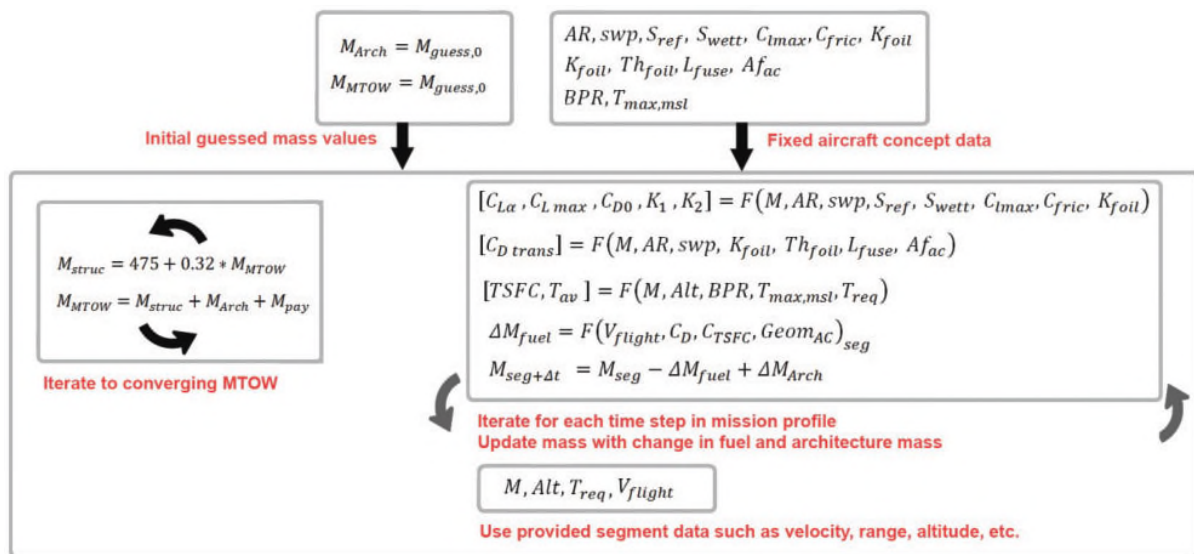 M_Arch = M_guess,0
M_MTOW = M_guess,0
AR, swp, S_ref, S_wett, C_lmax, C_fric, K_foil
K_foil, Th_foil, L_fuse, Af_ac
BPR, T_max,msl
Initial guessed mass values
Fixed aircraft concept data
M_struc = 475 + 0.32 * M_MTOW
M_MTOW = M_struc + M_Arch + M_pay
Iterate to converging MTOW
[C_Lα, C_L max, C_D0, K_1, K_2] = F(M, AR, swp, S_ref, S_wett, C_lmax, C_fric, K_foil)
[C_D trans] = F(M, AR, swp, K_foil, Th_foil, L_fuse, Af_ac)
[TSFC, T_av] = F(M, Alt, BPR, T_max,msl, T_req)
ΔM_fuel = F(V_flight, C_D, C_TSFC, Geom_AC)_seg
M_seg+Δt = M_seg − ΔM_fuel + ΔM_Arch
Iterate for each time step in mission profile
Update mass with change in fuel and architecture mass
M, Alt, T_req, V_flight
Use provided segment data such as velocity, range, altitude, etc.